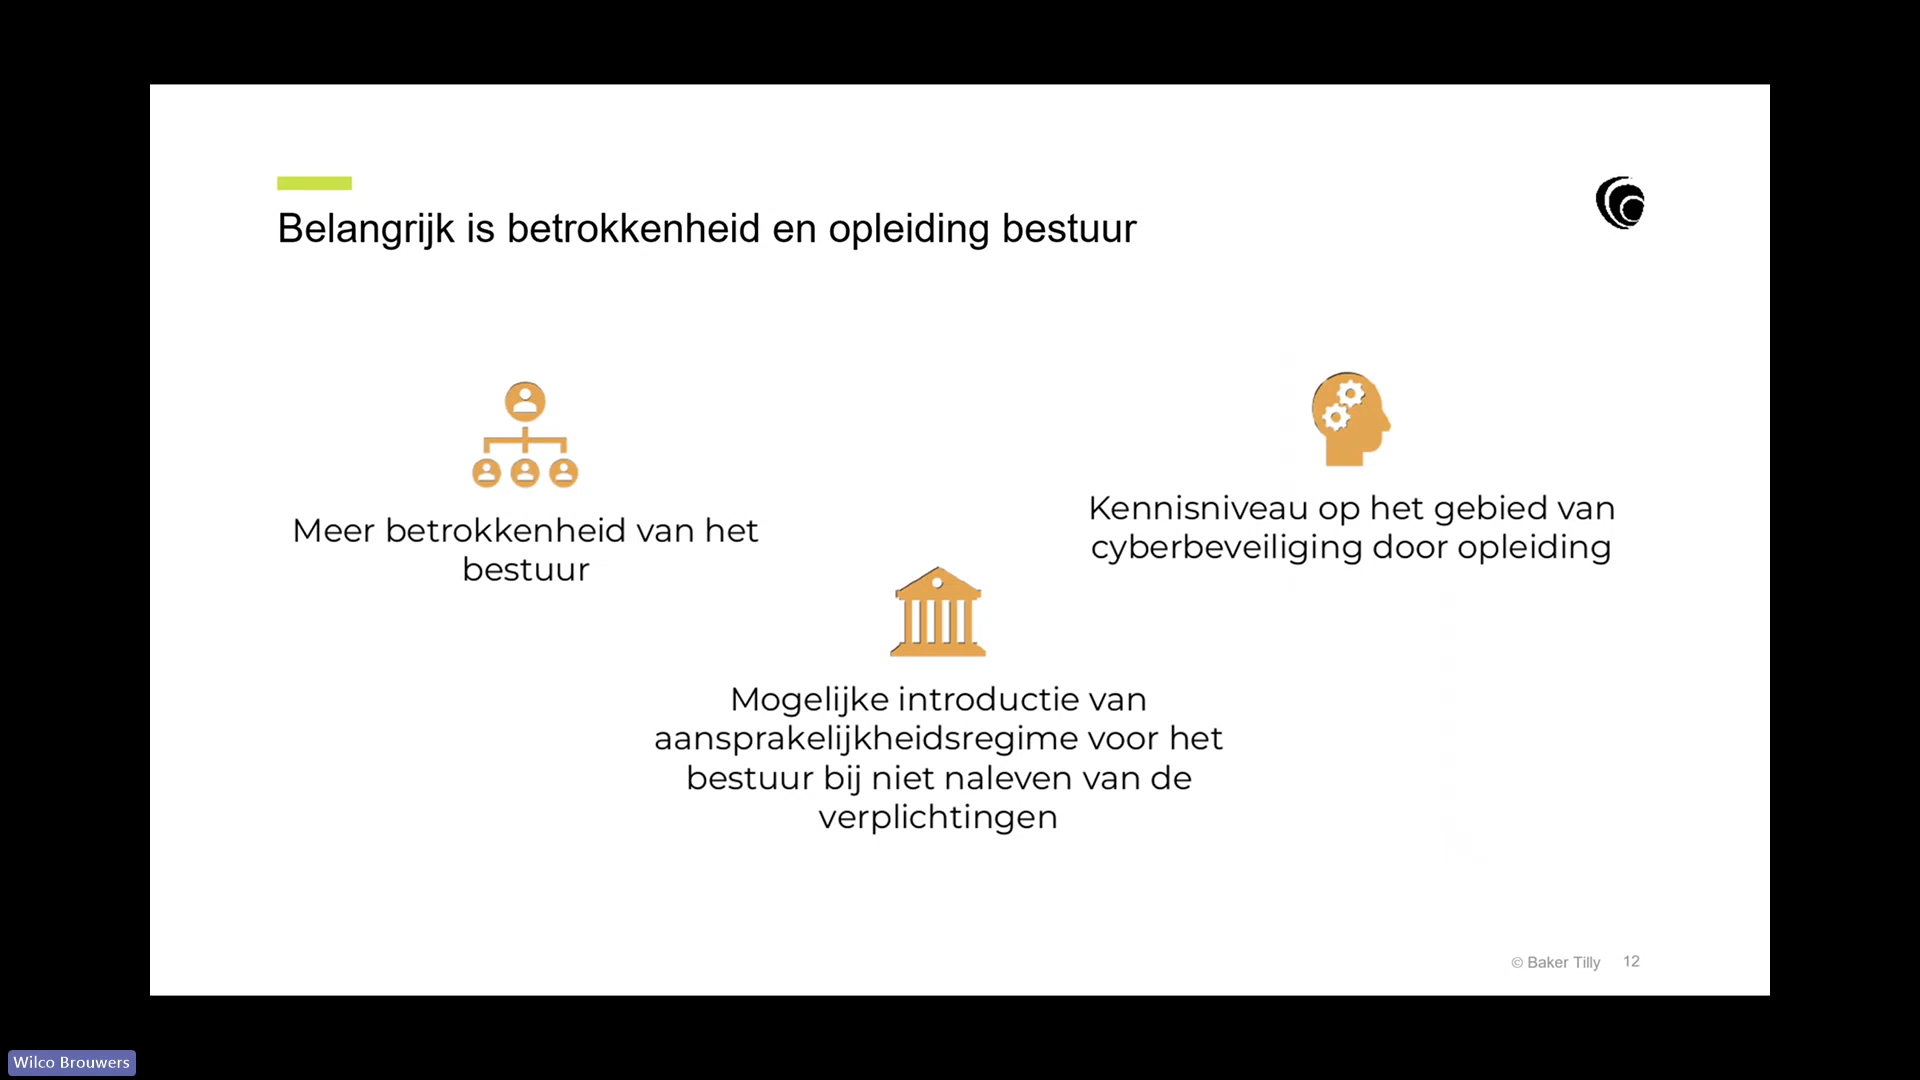 Belangrijk is betrokkenheid en opleiding bestuur
Meer betrokkenheid van het
bestuur
Kennisniveau op het gebied van
cyberbeveiliging door opleiding
Mogelijke introductie van
aansprakelijkheidsregime voor het
bestuur bij niet naleven van de
verplichtingen
© Baker Tilly 12
Wilco Brouwers